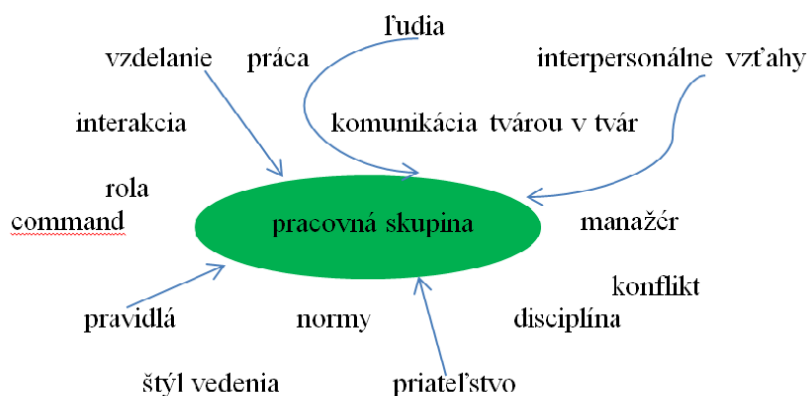 ľudia
vzdelanie práca interpersonálne vzťahy
interakcia komunikácia tvárou v tvár
rola
command pracovná skupina manažér
konflikt
pravidlá normy disciplína
štýl vedenia priateľstvo